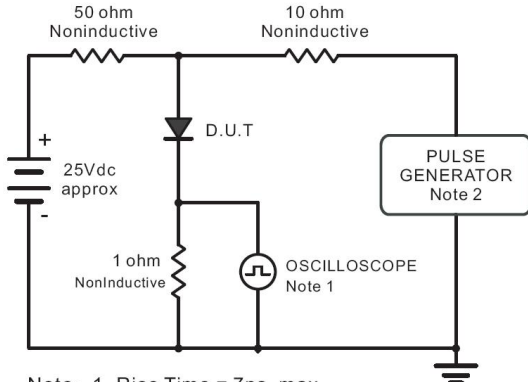 50 ohm
Noninductive
10 ohm
Noninductive
D.U.T
+
25Vdc
approx
-
PULSE
GENERATOR
Note 2
1 ohm
NonInductive
OSCILLOSCOPE
Note 1